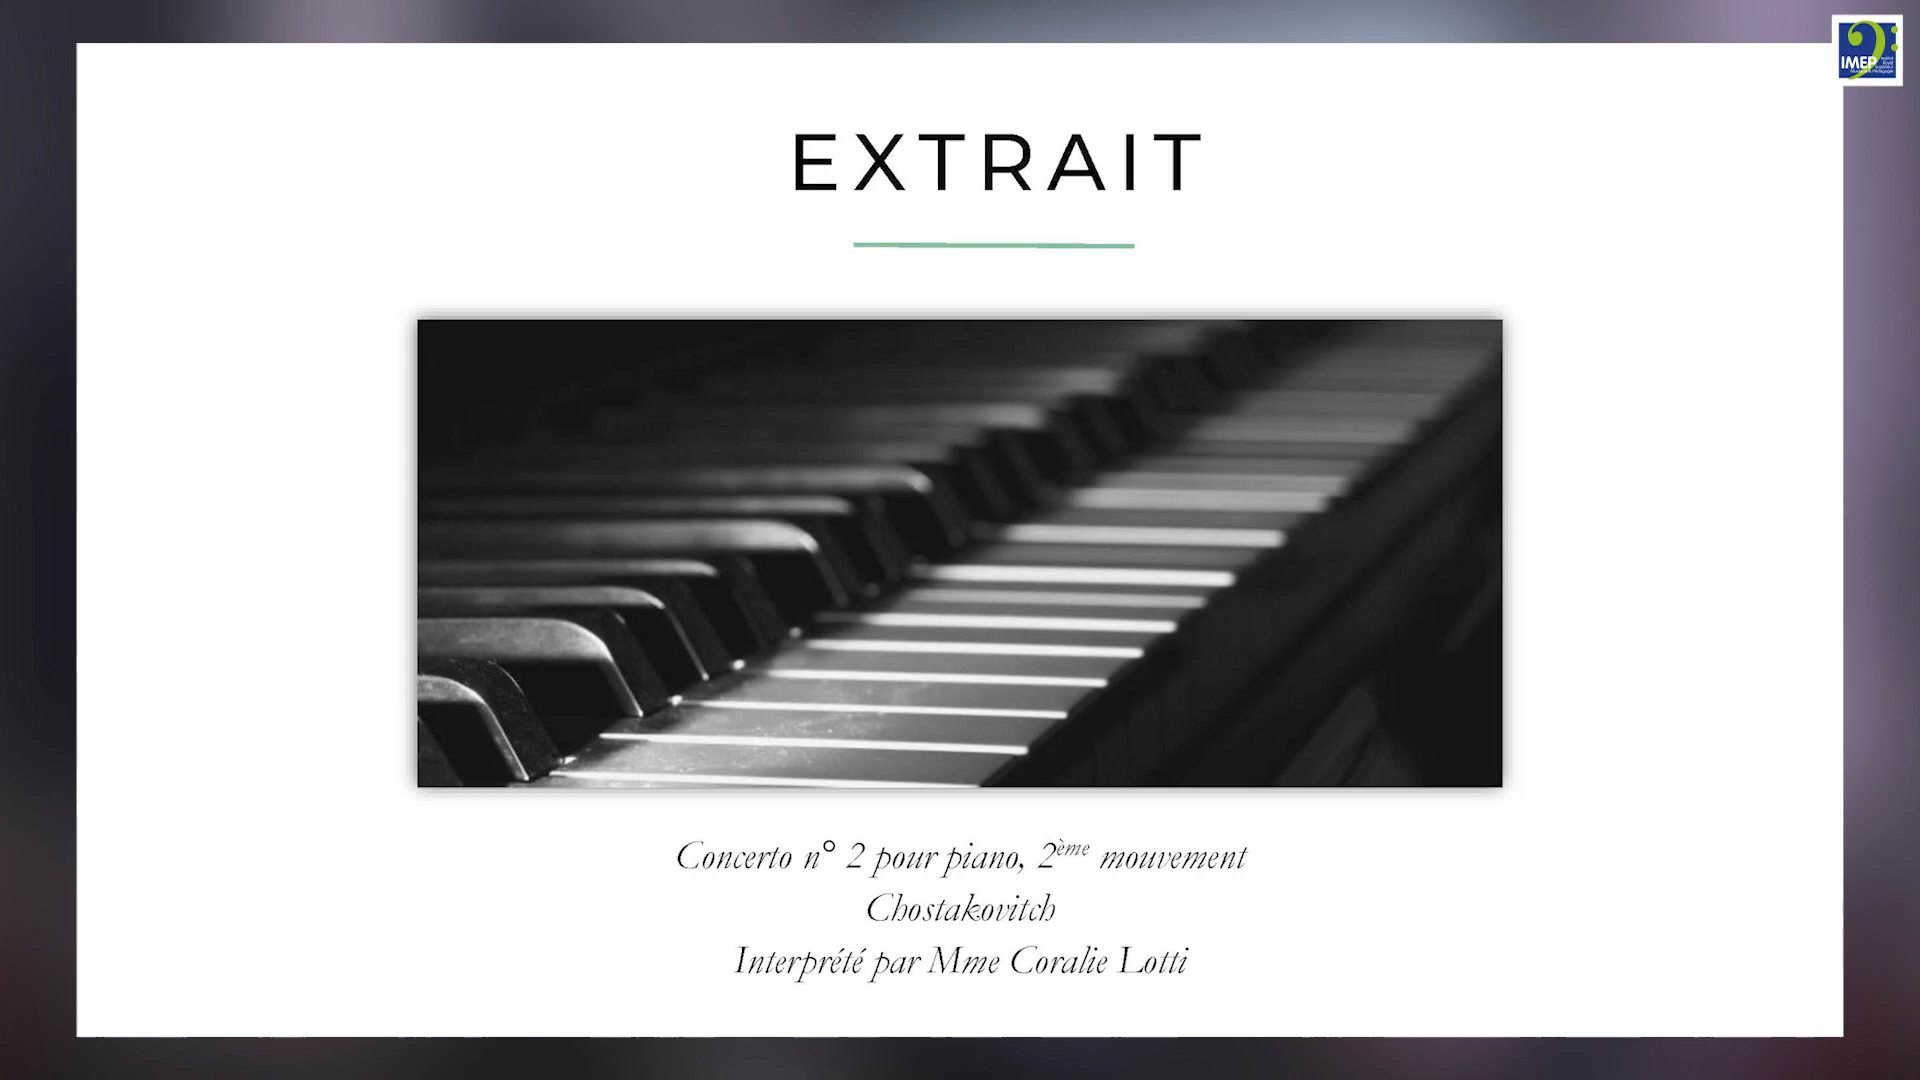 IMEP
EXTRAIT
Concerto n° 2 pour piano, 2ème mouvement
Chostakovitch
Interprété par Mme Coralie Lotti